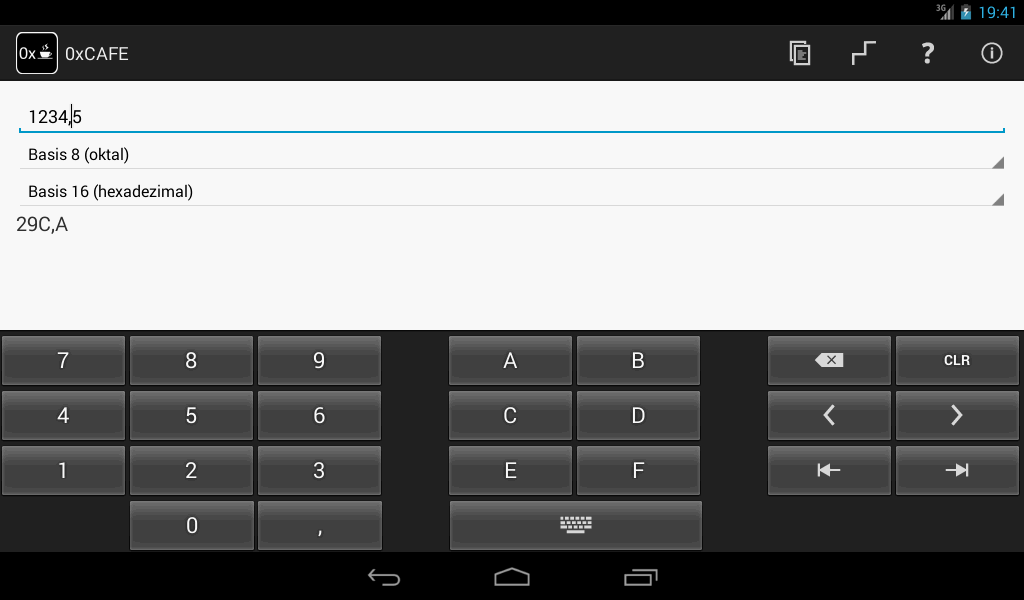 3G 19:41
0x 0xCAFE ?
1234,5
Basis 8 (oktal)
Basis 16 (hexadezimal)
29C,A
7 8 9 A B CLR
4 5 6 C D
1 2 3 E F
0 ,